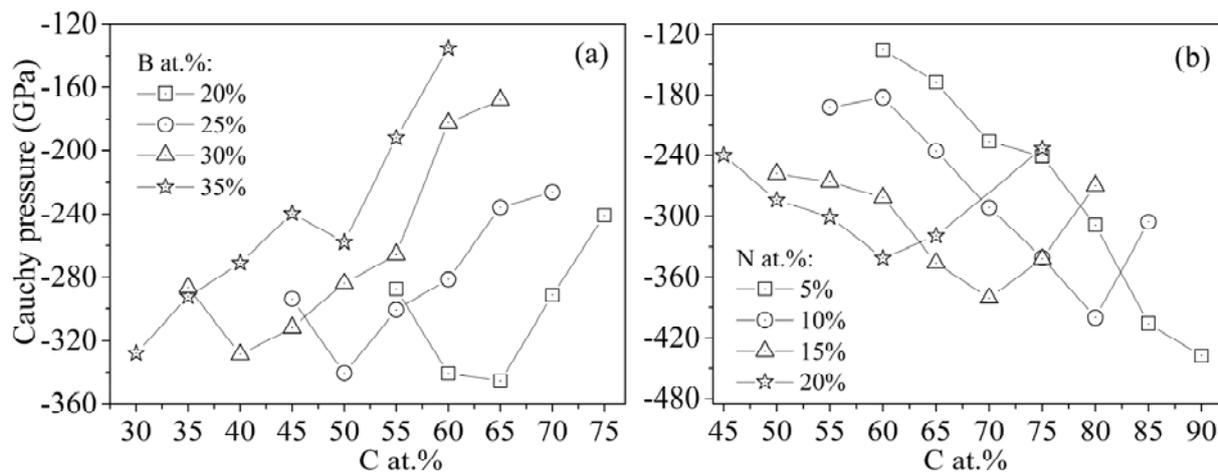 Cauchy pressure (GPa)
-120
-160
-200
-240
-280
-320
-360
(a)
B at.%:
20%
25%
30%
35%
30 35 40 45 50 55 60 65 70 75
C at.%
-120
-180
-240
-300
-360
-420
-480
(b)
N at.%:
5%
10%
15%
20%
45 50 55 60 65 70 75 80 85 90
C at.%